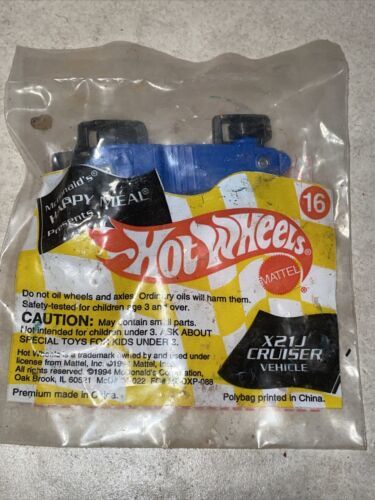 McDonald's®
HAPPY MEAL®
Presents
16
HOT WHEELS®
MATTEL
Do not oil wheels and axles. Ordinary oils will harm them.
Safety-tested for children age 3 and over.
CAUTION: May contain small parts.
Not intended for children under 3. ASK ABOUT
SPECIAL TOYS FOR KIDS UNDER 3.
Hot Wheels is a trademark owned by and used under
license from Mattel, Inc. Mattel, Inc.
All rights reserved. ©1994 McDonald's Corporation,
Oak Brook, IL 60521
Premium made in China.
X21J
CRUISER
VEHICLE
Polybag printed in China.